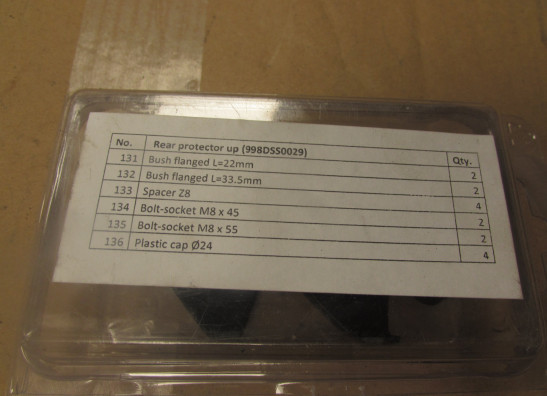 No. Rear protector up (998DSS0029) Qty.
131 Bush flanged L=22mm 2
132 Bush flanged L=33.5mm 2
133 Spacer Z8 4
134 Bolt-socket M8 x 45 2
135 Bolt-socket M8 x 55 2
136 Plastic cap Ø24 4